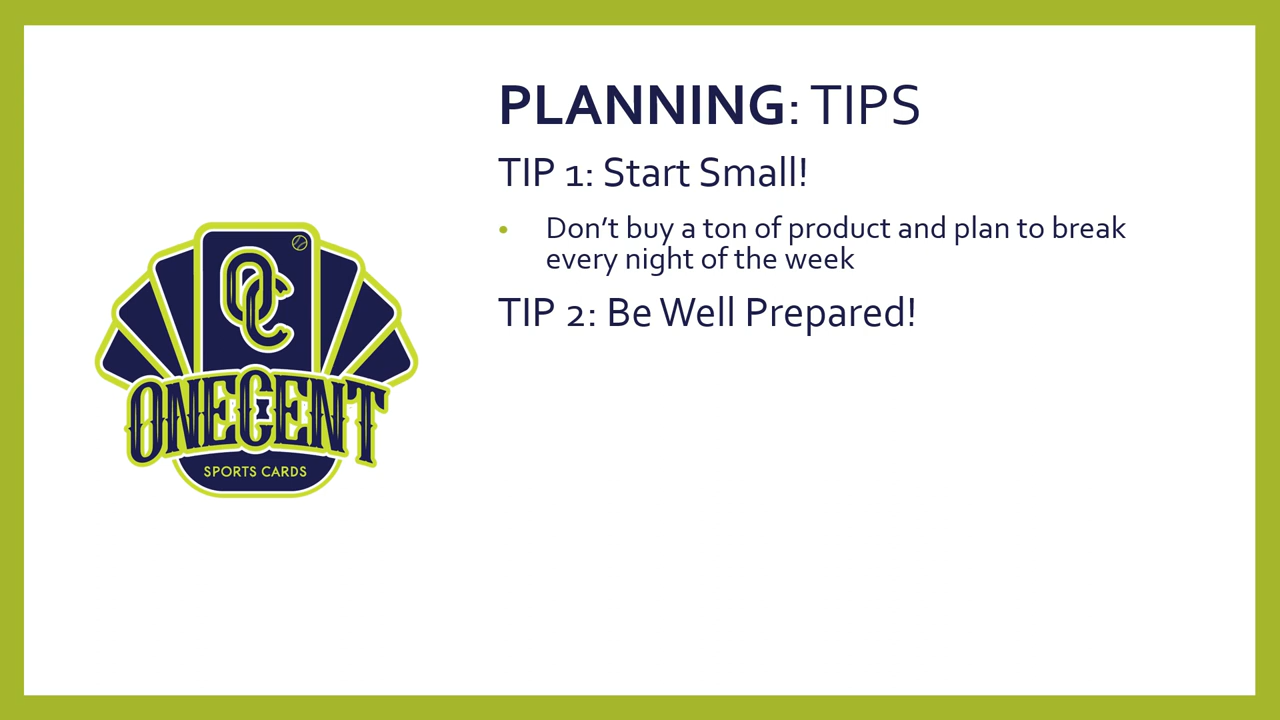 PLANNING: TIPS
TIP 1: Start Small!
• Don't buy a ton of product and plan to break
every night of the week
TIP 2: Be Well Prepared!
OC
ONECENT
SPORTS CARDS